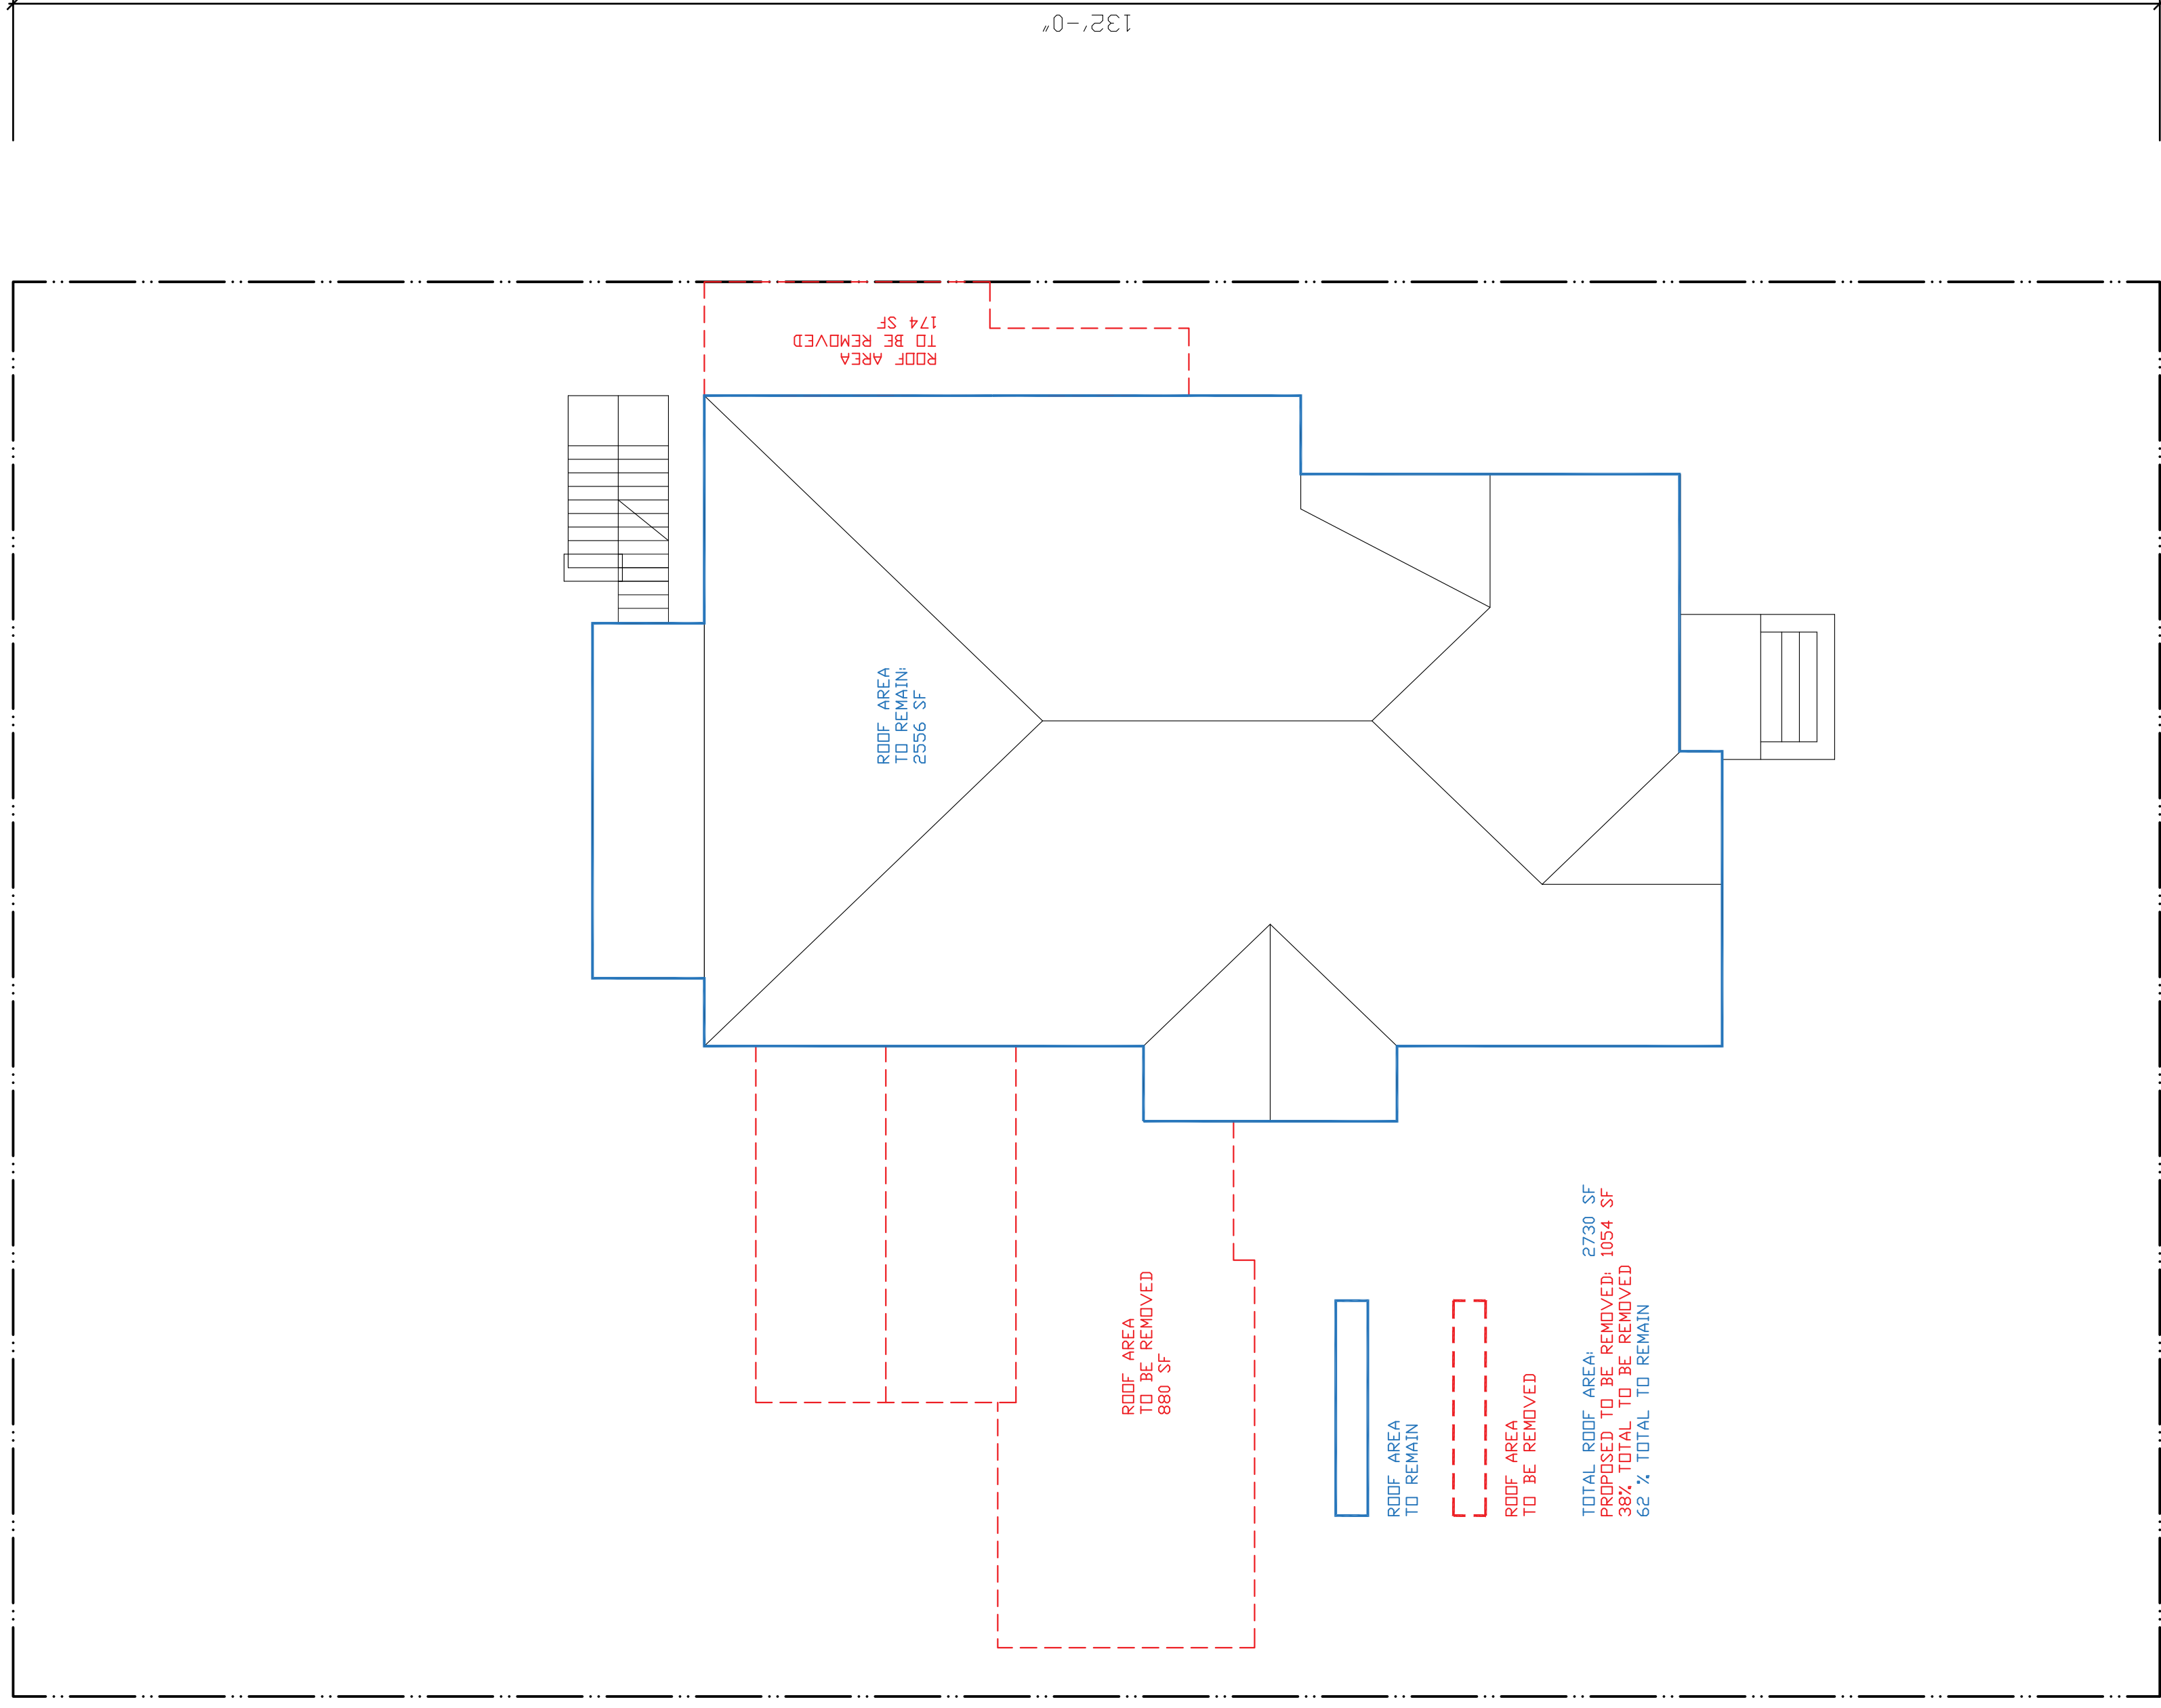 132'-0"
ROOF AREA
TO BE REMOVED
174 SF
ROOF AREA
TO REMAIN:
2556 SF
ROOF AREA
TO BE REMOVED
880 SF
ROOF AREA
TO REMAIN
ROOF AREA
TO BE REMOVED
TOTAL ROOF AREA: 2730 SF
PROPOSED TO BE REMOVED: 1054 SF
38% TOTAL TO BE REMOVED
62 % TOTAL TO REMAIN